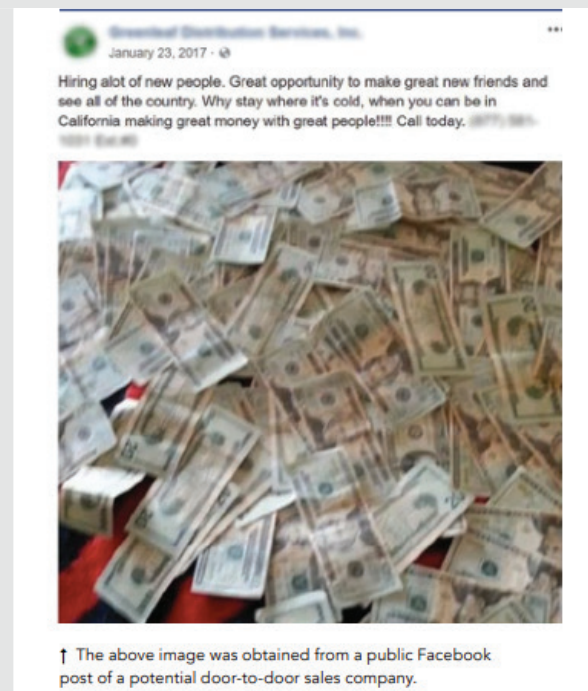 January 23, 2017 ·
Hiring alot of new people. Great opportunity to make great new friends and
see all of the country. Why stay where it's cold, when you can be in
California making great money with great people!!!! Call today.
↑ The above image was obtained from a public Facebook
post of a potential door-to-door sales company.